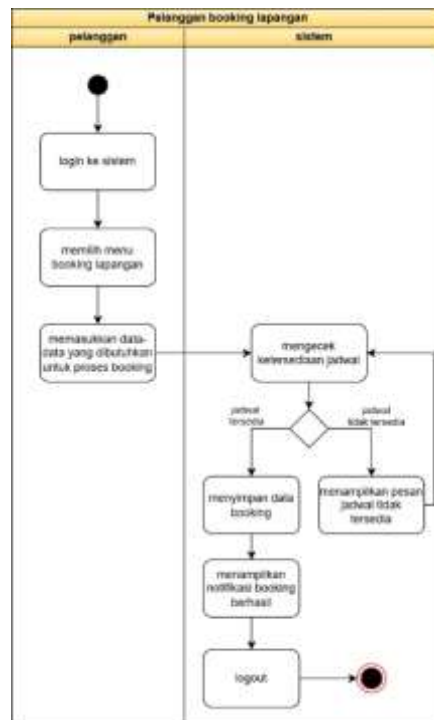 Pelanggan booking lapangan
pelanggan
sistem
login ke sistem
memilih menu
booking lapangan
memasukkan data-
data yang dibutuhkan
untuk proses booking
mengecek
ketersediaan jadwal
jadwal
tersedia
jadwal
tidak tersedia
menyimpan data
booking
menampilkan pesan
jadwal tidak
tersedia
menampilkan
notifikasi booking
berhasil
logout